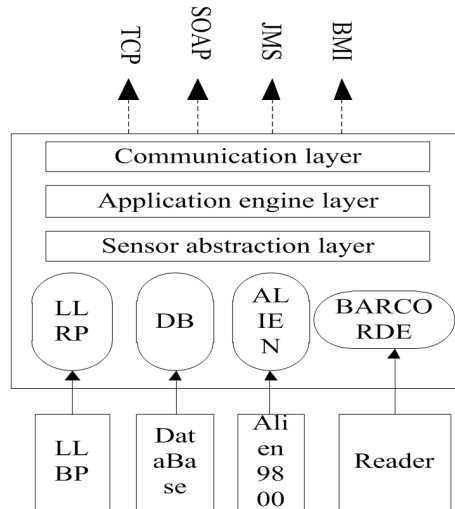 TCP
SOAP
JMS
BMI
Communication layer
Application engine layer
Sensor abstraction layer
LL
RP
DB
AL
IE
N
BARCO
RDE
LL
BP
Dat
aBa
se
Ali
en
98
00
Reader